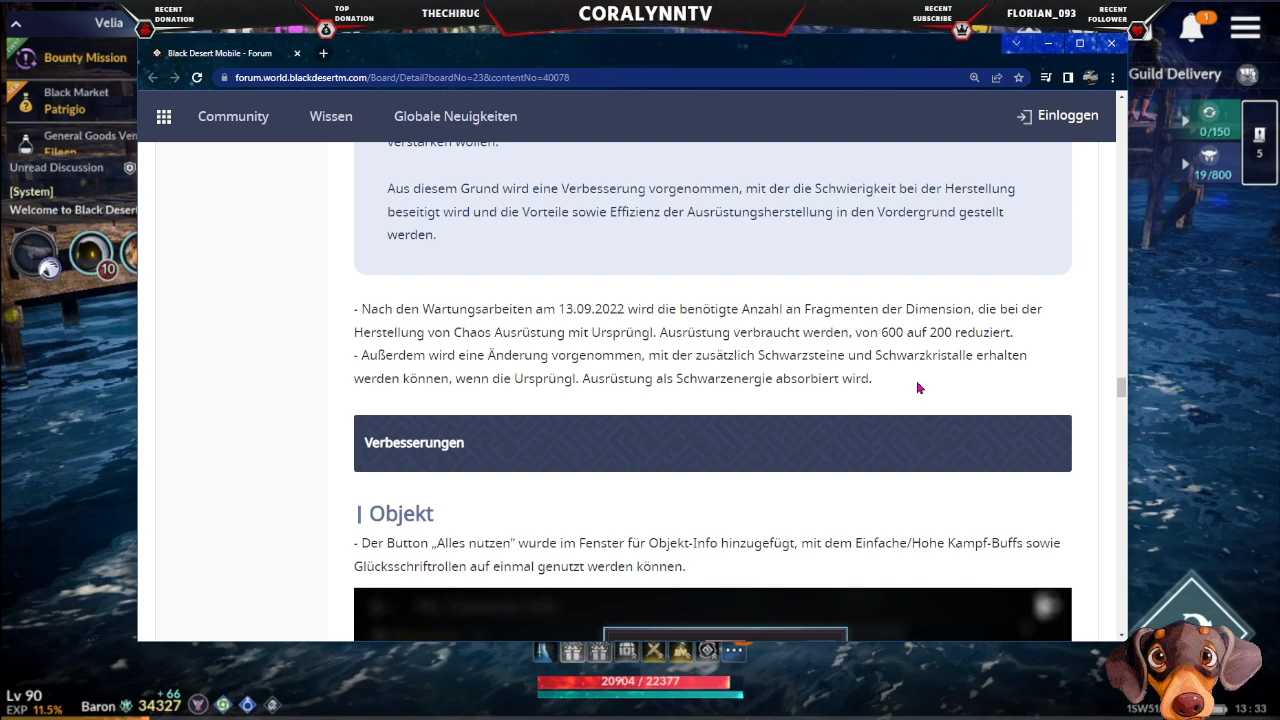 RECENT
DONATION
TOP
DONATION
THECHIRUG
CORALYNNTV
RECENT
SUBSCRIBE
FLORIAN_093
RECENT
FOLLOWER
Velia
Bounty Mission
Black Market
Patrigio
General Goods Ven
Eileen
Unread Discussion
[System]
Welcome to Black Desert
10
1
Guild Delivery
0/150
19/800
5
Black Desert Mobile - Forum
forum.world.blackdesertm.com/Board/Detail?boardNo=23&contentNo=40078
Community
Wissen
Globale Neuigkeiten
Einloggen
verstärken wollen.
Aus diesem Grund wird eine Verbesserung vorgenommen, mit der die Schwierigkeit bei der Herstellung
beseitigt wird und die Vorteile sowie Effizienz der Ausrüstungsherstellung in den Vordergrund gestellt
werden.
- Nach den Wartungsarbeiten am 13.09.2022 wird die benötigte Anzahl an Fragmenten der Dimension, die bei der
Herstellung von Chaos Ausrüstung mit Ursprüngl. Ausrüstung verbraucht werden, von 600 auf 200 reduziert.
- Außerdem wird eine Änderung vorgenommen, mit der zusätzlich Schwarzsteine und Schwarzkristalle erhalten
werden können, wenn die Ursprüngl. Ausrüstung als Schwarzenergie absorbiert wird.
Verbesserungen
| Objekt
- Der Button „Alles nutzen" wurde im Fenster für Objekt-Info hinzugefügt, mit dem Einfache/Hohe Kampf-Buffs sowie
Glücksschriftrollen auf einmal genutzt werden können.
20904 / 22377
Lv 90
EXP 11.5%
Baron
+ 66
34327
13 : 33